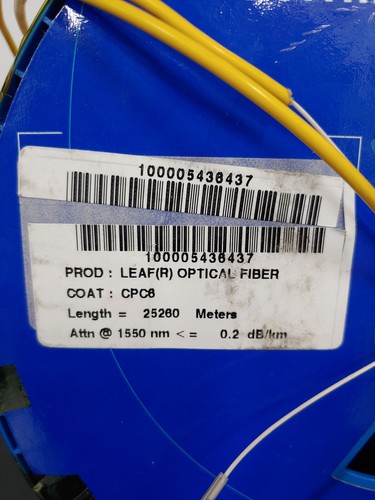 100005436437
100005436437
PROD : LEAF(R) OPTICAL FIBER
COAT : CPC6
Length = 25260 Meters
Attn @ 1550 nm < = 0.2 dB/km